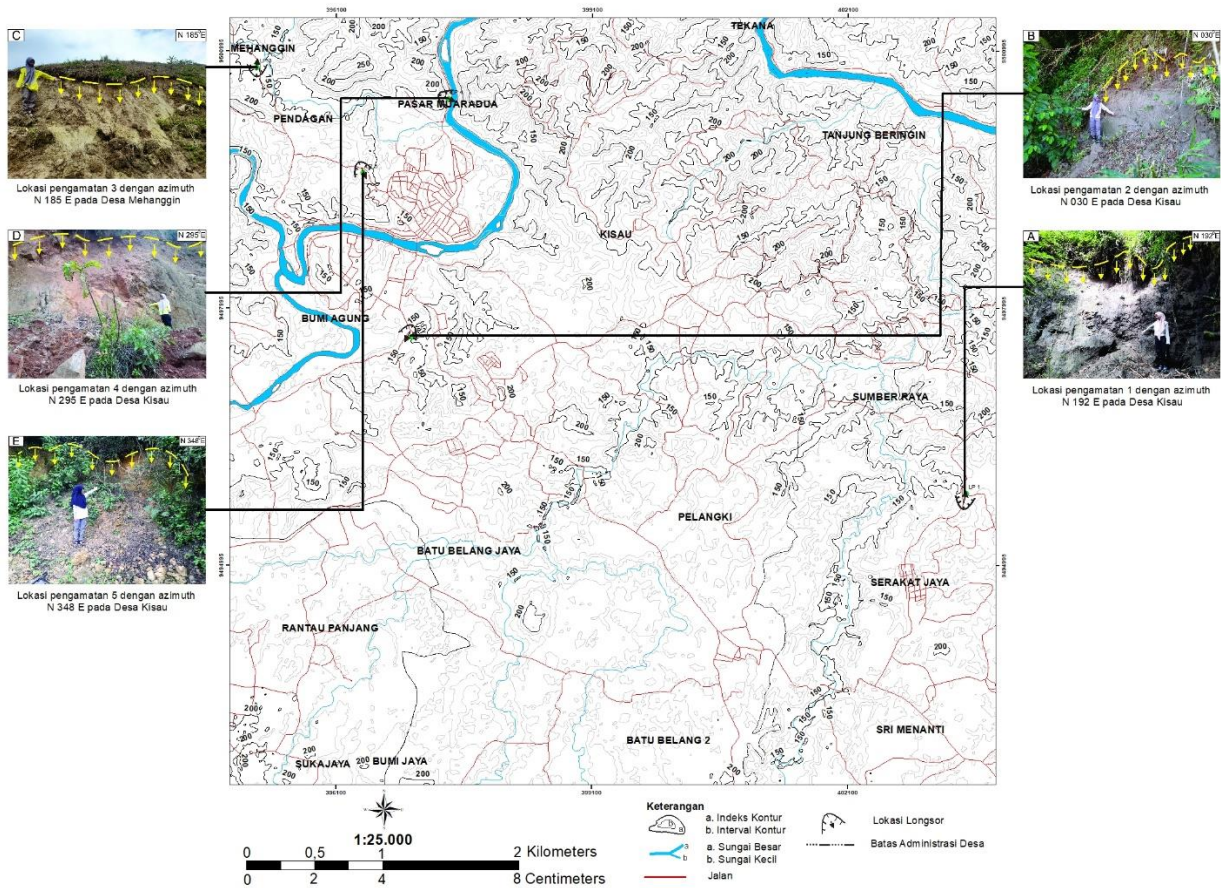 C
N 185°E
Lokasi pengamatan 3 dengan azimuth
N 185 E pada Desa Mehanggin
D
N 295°E
Lokasi pengamatan 4 dengan azimuth
N 295 E pada Desa Kisau
E
N 348°E
Lokasi pengamatan 5 dengan azimuth
N 348 E pada Desa Kisau
396100
399100
402100
MEHANGGIN
TEKANA
PASAR MUARADUA
PENDAGAN
TANJUNG BERINGIN
KISAU
BUMI AGUNG
SUMBER RAYA
PELANGKI
BATU BELANG JAYA
SERAKAT JAYA
RANTAU PANJANG
SRI MENANTI
BATU BELANG 2
SUKAJAYA
BUMI JAYA
150
200
250
396100
399100
402100
B
N 030°E
Lokasi pengamatan 2 dengan azimuth
N 030 E pada Desa Kisau
A
N 192°E
Lokasi pengamatan 1 dengan azimuth
N 192 E pada Desa Kisau
1:25.000
0 0,5 1 2 Kilometers
0 2 4 8 Centimeters
Keterangan
a. Indeks Kontur
b. Interval Kontur
a. Sungai Besar
b. Sungai Kecil
Jalan
Lokasi Longsor
Batas Administrasi Desa